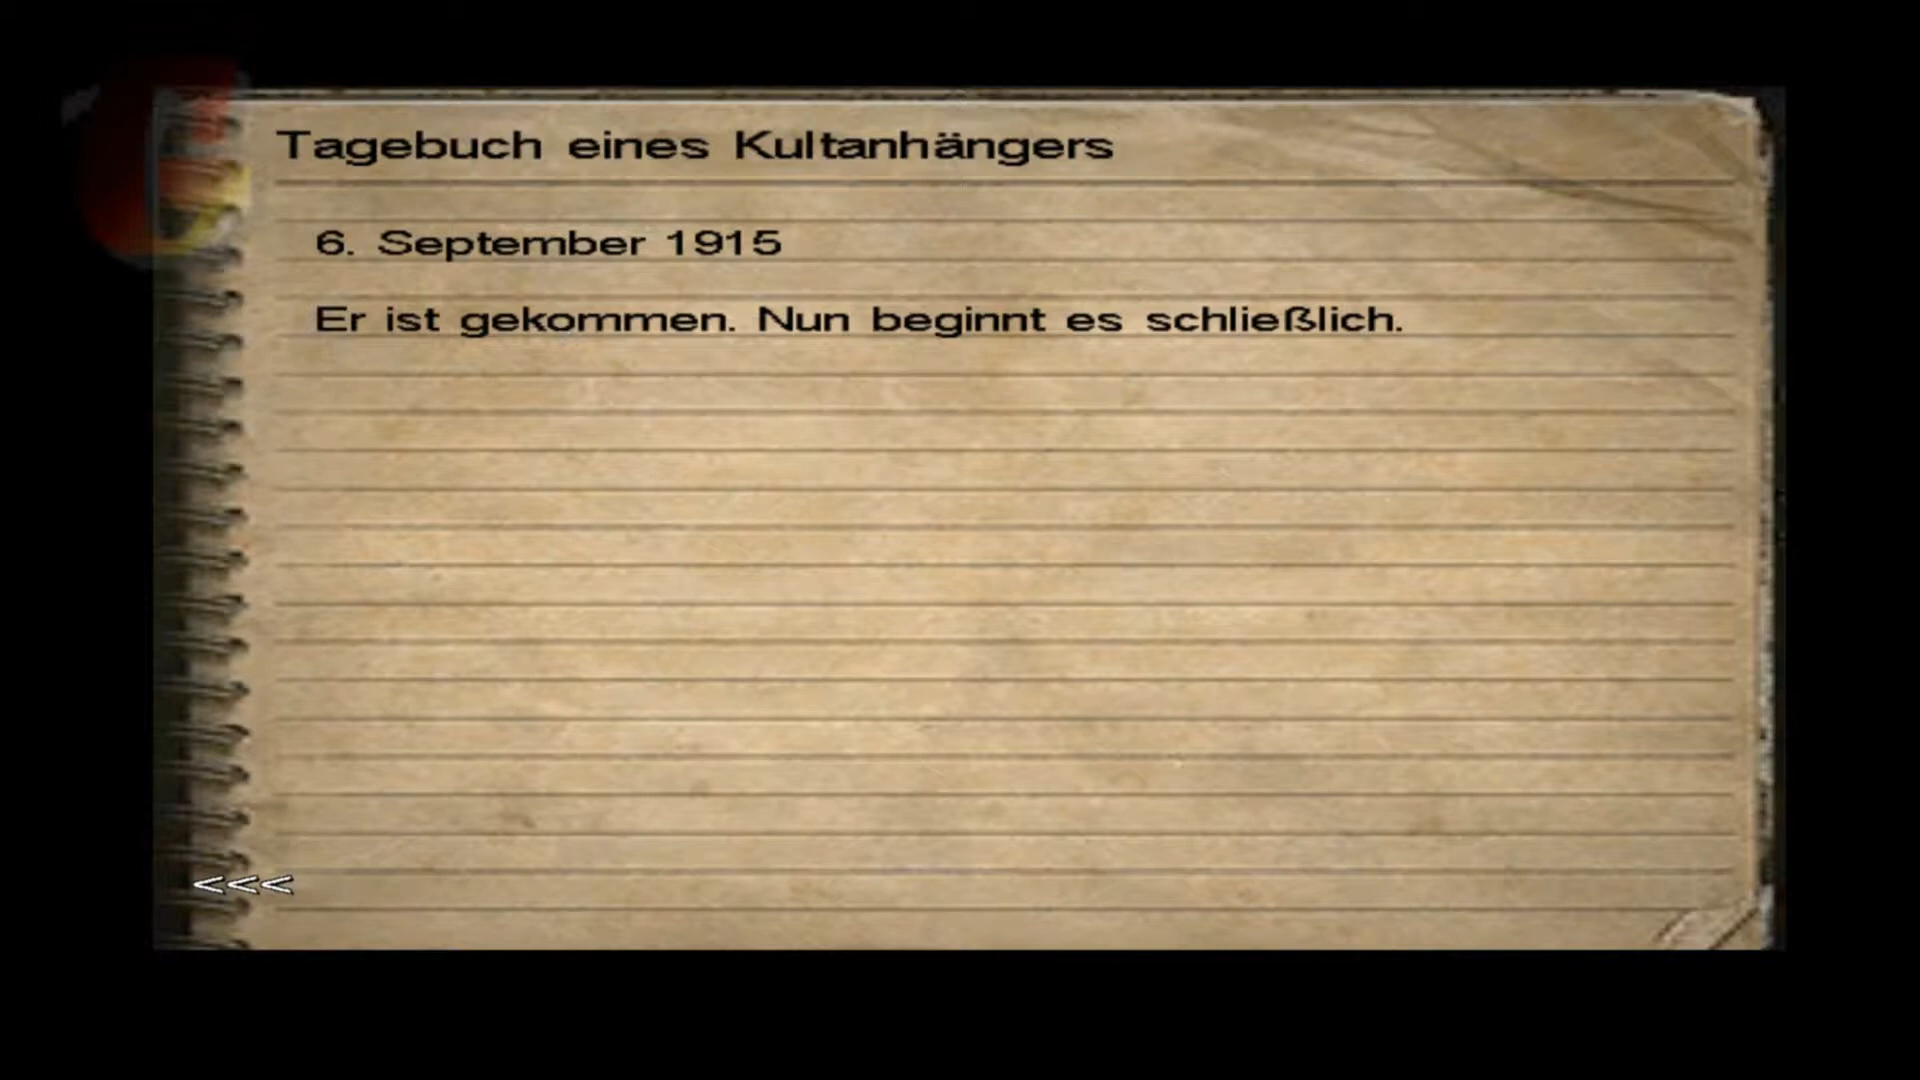 Tagebuch eines Kultanhängers
6. September 1915
Er ist gekommen. Nun beginnt es schließlich.
<<<